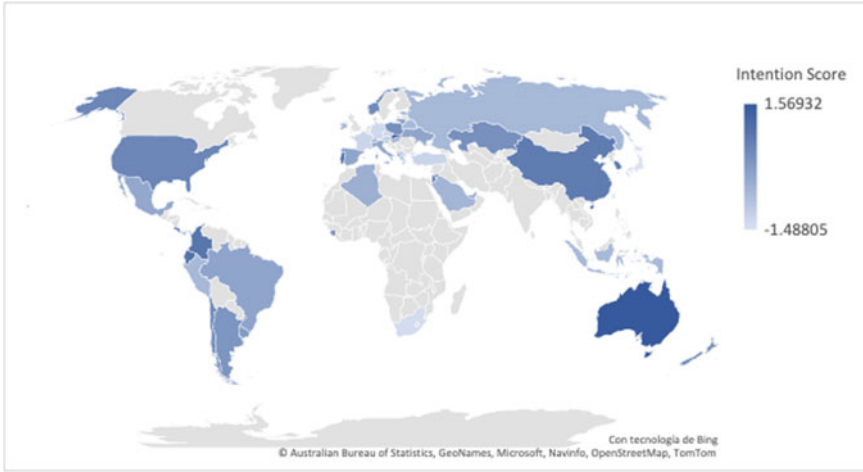 Intention Score
1.56932
-1.48805
Con tecnología de Bing
© Australian Bureau of Statistics, GeoNames, Microsoft, Navinfo, OpenStreetMap, TomTom